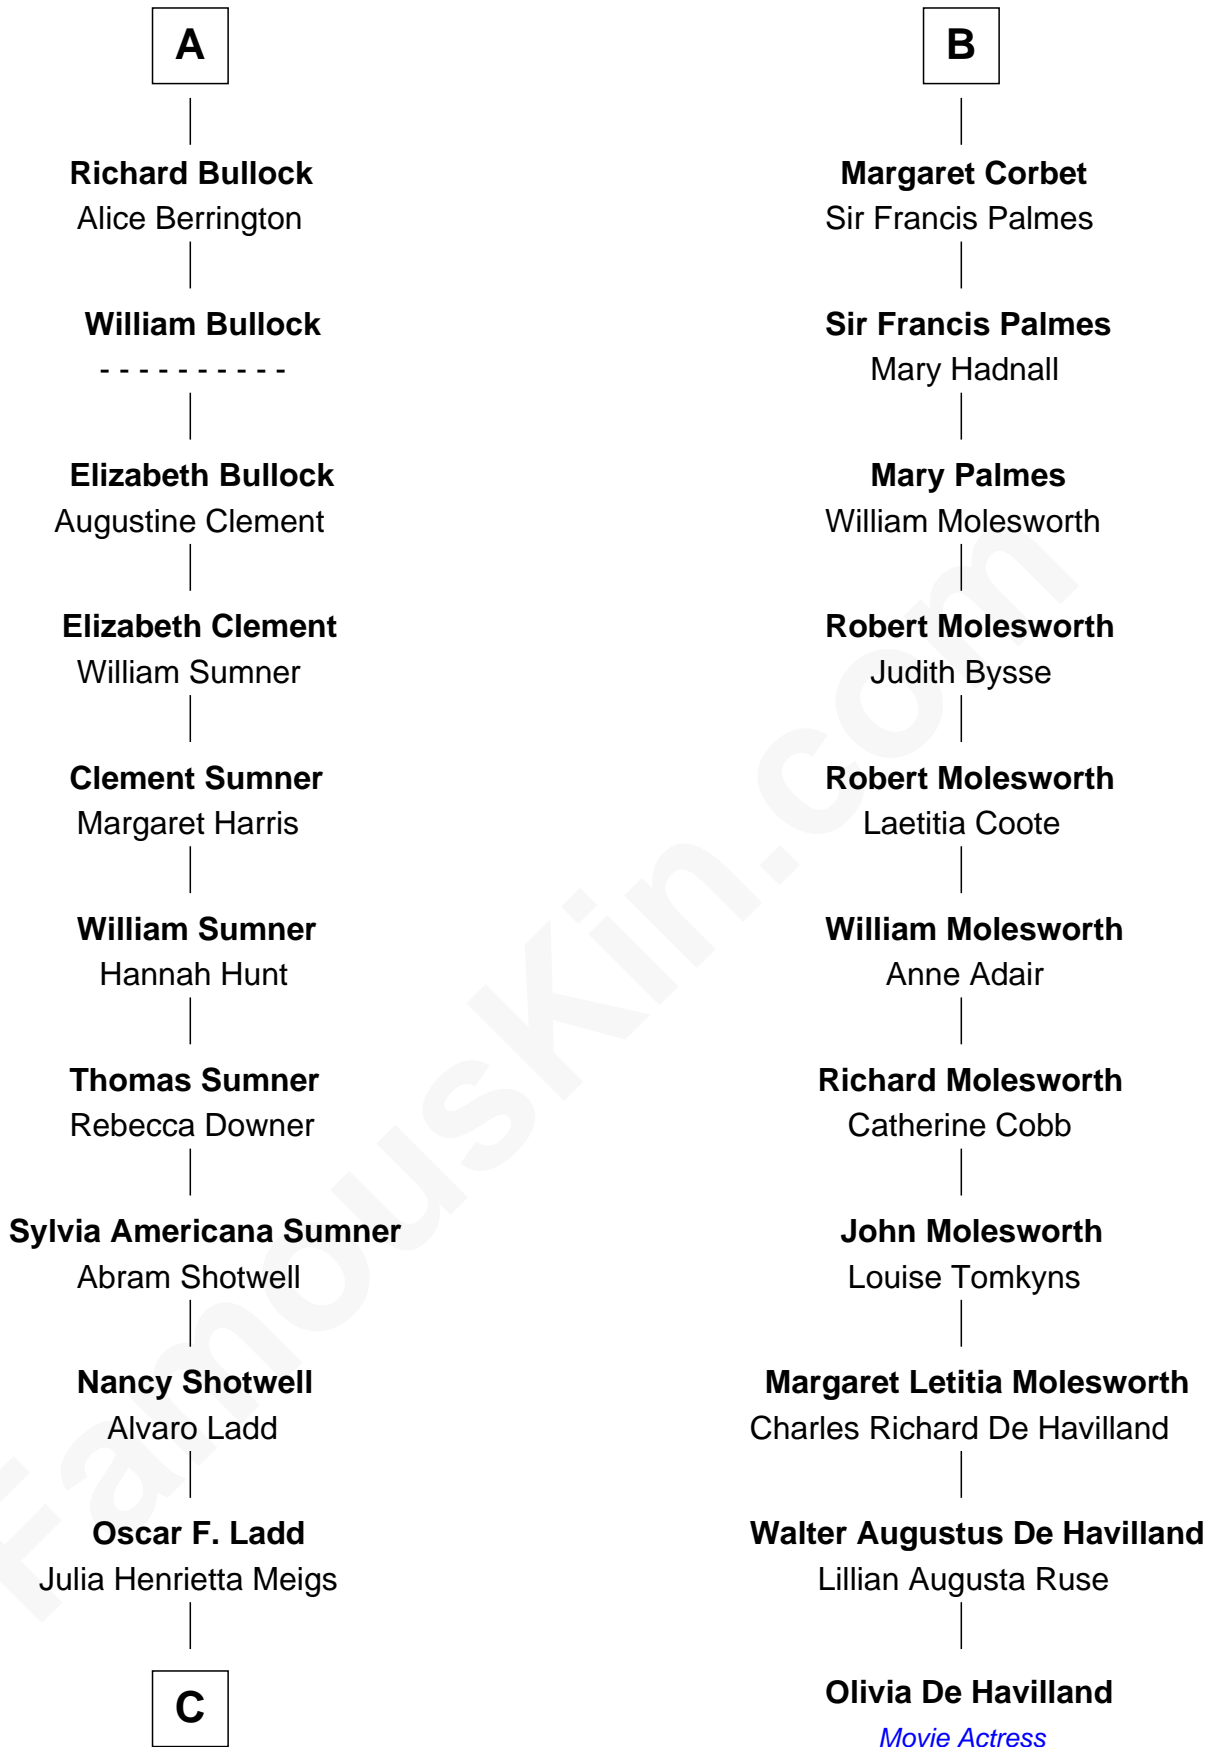 A
Richard Bullock
Alice Berrington
William Bullock
- - - - - - - - - -
Elizabeth Bullock
Augustine Clement
Elizabeth Clement
William Sumner
Clement Sumner
Margaret Harris
William Sumner
Hannah Hunt
Thomas Sumner
Rebecca Downer
Sylvia Americana Sumner
Abram Shotwell
Nancy Shotwell
Alvaro Ladd
Oscar F. Ladd
Julia Henrietta Meigs
C
B
Margaret Corbet
Sir Francis Palmes
Sir Francis Palmes
Mary Hadnall
Mary Palmes
William Molesworth
Robert Molesworth
Judith Bysse
Robert Molesworth
Laetitia Coote
William Molesworth
Anne Adair
Richard Molesworth
Catherine Cobb
John Molesworth
Louise Tomkyns
Margaret Letitia Molesworth
Charles Richard De Havilland
Walter Augustus De Havilland
Lillian Augusta Ruse
Olivia De Havilland
Movie Actress
FamousKin.com